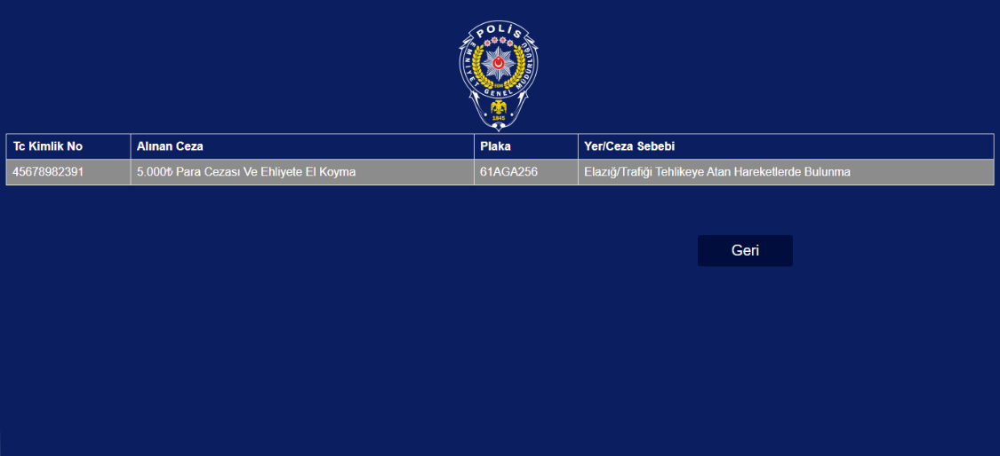 POLİS
EMNİYET GENEL MÜDÜRLÜĞÜ
EGM
1845
Tc Kimlik No Alınan Ceza Plaka Yer/Ceza Sebebi
45678982391 5.000₺ Para Cezası Ve Ehliyete El Koyma 61AGA256 Elazığ/Trafiği Tehlikeye Atan Hareketlerde Bulunma
Geri